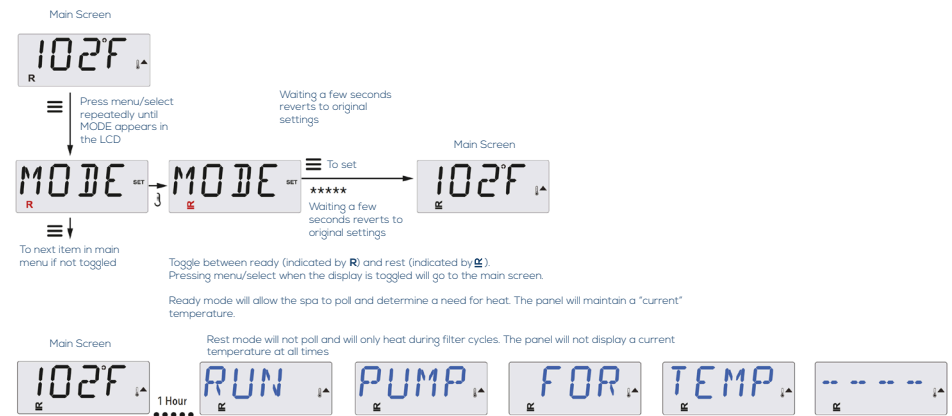 Main Screen
102°F
R
Press menu/select
repeatedly until
MODE appears in
the LCD
Waiting a few seconds
reverts to original
settings
MODE SET
R
MODE SET
R
To set
*****
Waiting a few
seconds reverts to
original settings
Main Screen
102°F
R
To next item in main
menu if not toggled
Toggle between ready (indicated by R) and rest (indicated by R).
Pressing menu/select when the display is toggled will go to the main screen.
Ready mode will allow the spa to poll and determine a need for heat. The panel will maintain a "current"
temperature.
Rest mode will not poll and will only heat during filter cycles. The panel will not display a current
temperature at all times
Main Screen
102°F
R
1 Hour
RUN
R
PUMP
R
FOR
R
TEMP
R
-- -- -- --
R